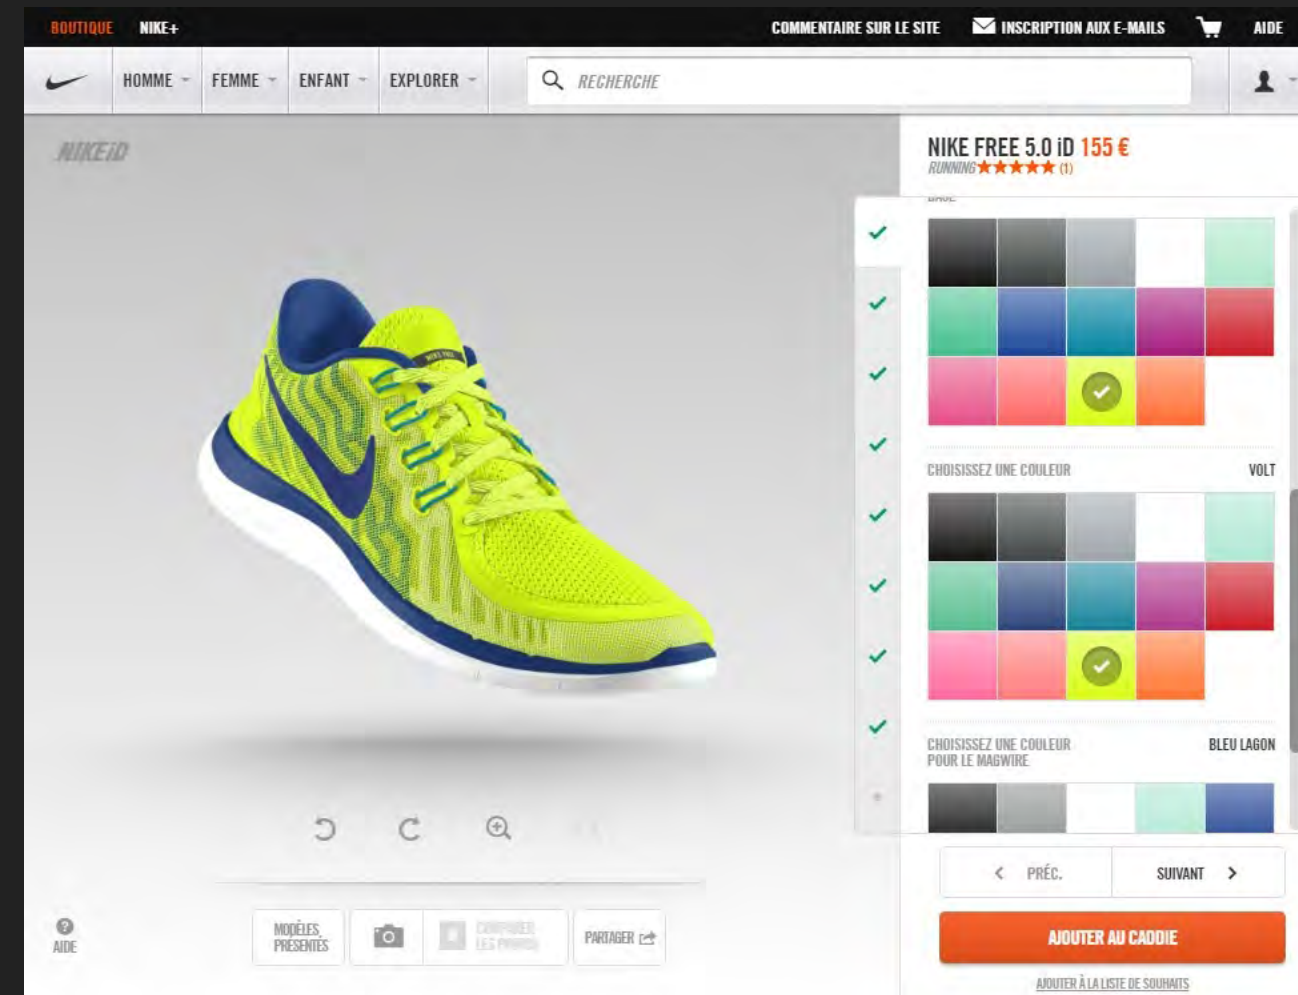 BOUTIQUE NIKE+ COMMENTAIRE SUR LE SITE INSCRIPTION AUX E-MAILS AIDE
HOMME FEMME ENFANT EXPLORER RECHERCHE
NIKEiD
NIKE FREE 5.0 iD 155 €
RUNNING (1)
CHOISISSEZ UNE COULEUR VOLT
CHOISISSEZ UNE COULEUR BLEU LAGON
POUR LE MAGWIRE
PRÉC. SUIVANT
AIDE
MODÈLES
PRÉSENTÉS
PARTAGER
AJOUTER AU CADDIE
AJOUTER À LA LISTE DE SOUHAITS